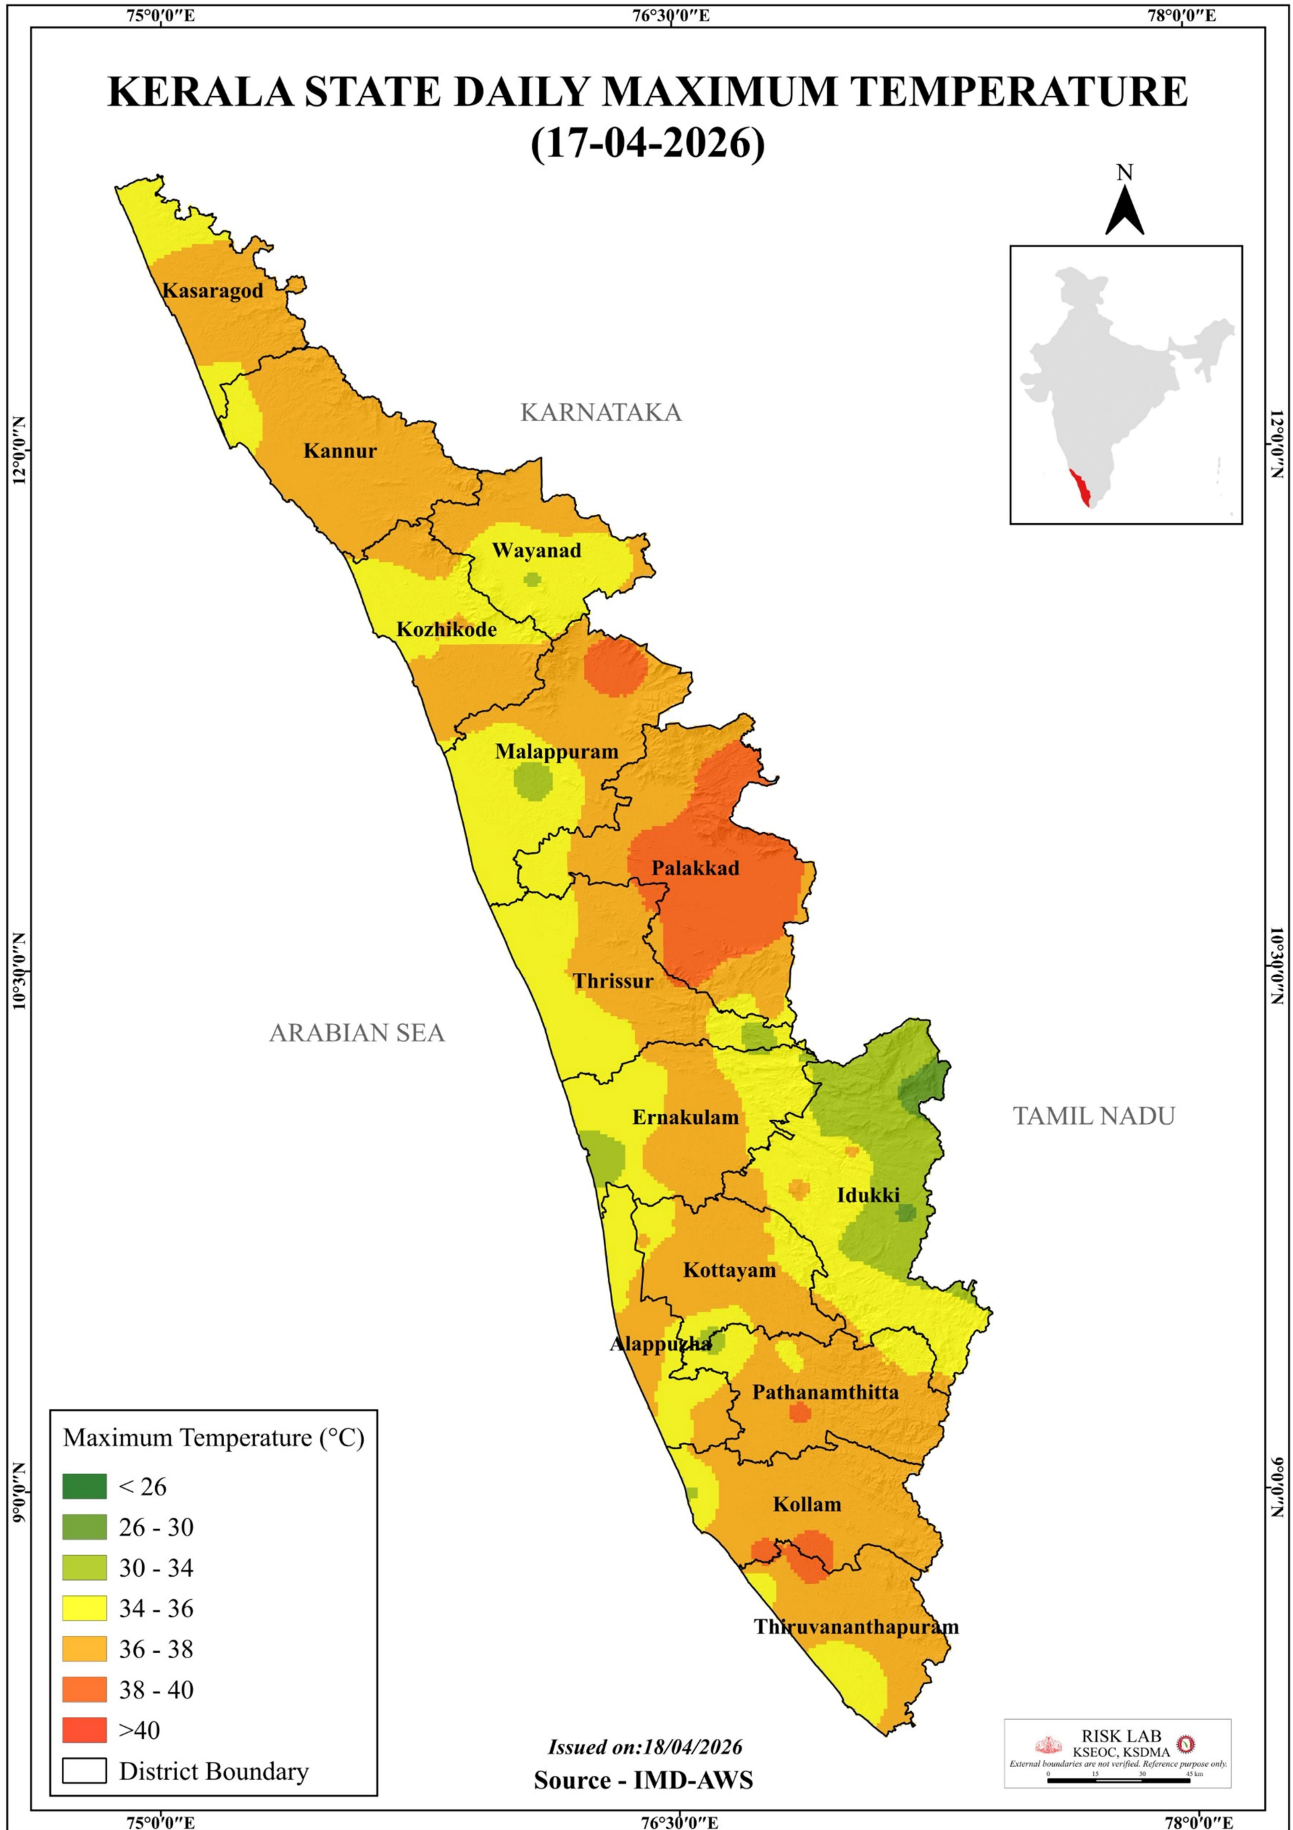 75°0'0"E 76°30'0"E 78°0'0"E
KERALA STATE DAILY MAXIMUM TEMPERATURE
(17-04-2026)
N
Kasaragod
KARNATAKA
12°0'0"N
12°0'0"N
Kannur
Wayanad
Kozhikode
Malappuram
Palakkad
10°30'0"N
10°30'0"N
Thrissur
ARABIAN SEA
Ernakulam
TAMIL NADU
Idukki
Kottayam
Alappuzha
Pathanamthitta
9°0'0"N
9°0'0"N
Kollam
Thiruvananthapuram
Maximum Temperature (°C)
< 26
26 - 30
30 - 34
34 - 36
36 - 38
38 - 40
>40
District Boundary
Issued on:18/04/2026
Source - IMD-AWS
RISK LAB
KSEOC, KSDMA
External boundaries are not verified. Reference purpose only.
0 15 30 45 km
75°0'0"E 76°30'0"E 78°0'0"E